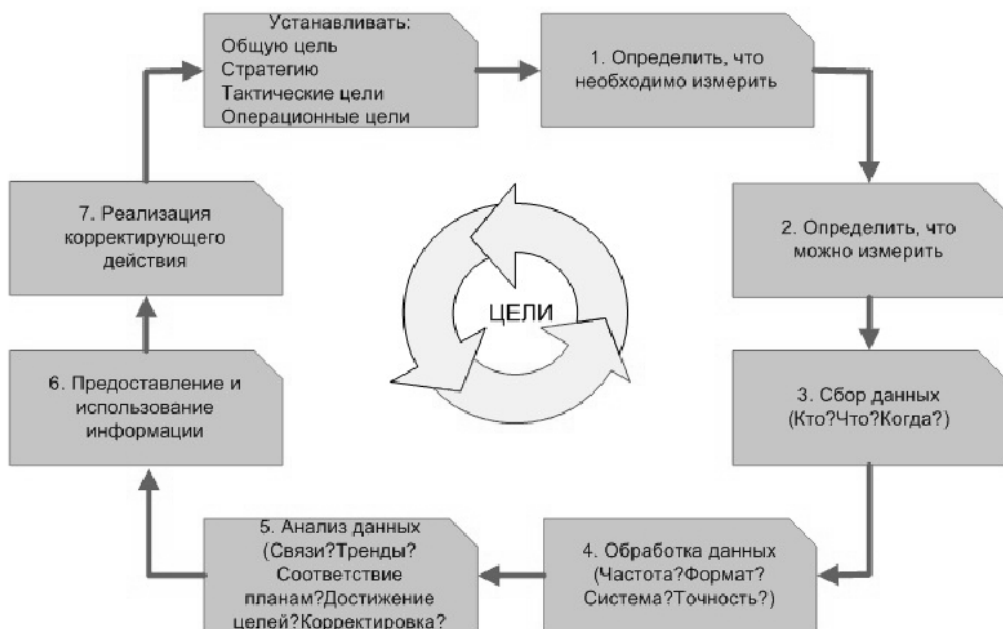 Устанавливать:
Общую цель
Стратегию
Тактические цели
Операционные цели
1. Определить, что
необходимо измерить
2. Определить, что
можно измерить
3. Сбор данных
(Кто?Что?Когда?)
4. Обработка данных
(Частота?Формат?
Система?Точность?)
5. Анализ данных
(Связи?Тренды?
Соответствие
планам?Достижение
целей?Корректировка?
6. Предоставление и
использование
информации
7. Реализация
корректирующего
действия
ЦЕЛИ